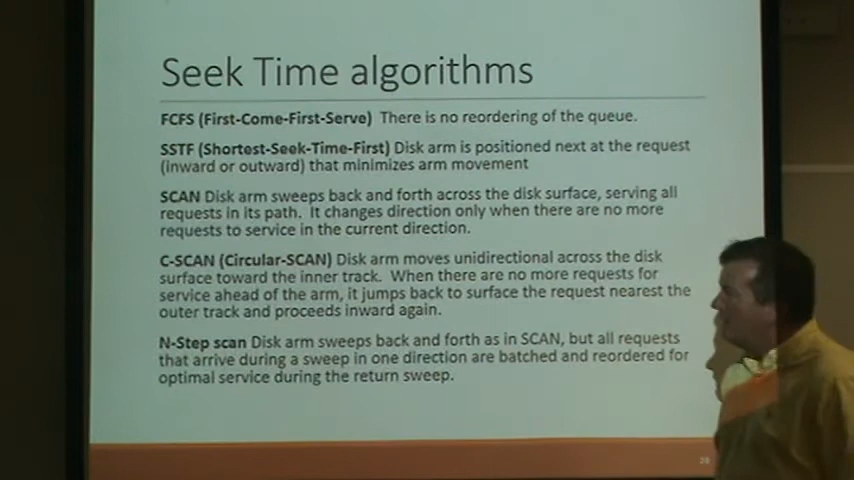 Seek Time algorithms
FCFS (First-Come-First-Serve) There is no reordering of the queue.
SSTF (Shortest-Seek-Time-First) Disk arm is positioned next at the request
(inward or outward) that minimizes arm movement
SCAN Disk arm sweeps back and forth across the disk surface, serving all
requests in its path. It changes direction only when there are no more
requests to service in the current direction.
C-SCAN (Circular-SCAN) Disk arm moves unidirectional across the disk
surface toward the inner track. When there are no more requests for
service ahead of the arm, it jumps back to surface the request nearest the
outer track and proceeds inward again.
N-Step scan Disk arm sweeps back and forth as in SCAN, but all requests
that arrive during a sweep in one direction are batched and reordered for
optimal service during the return sweep.